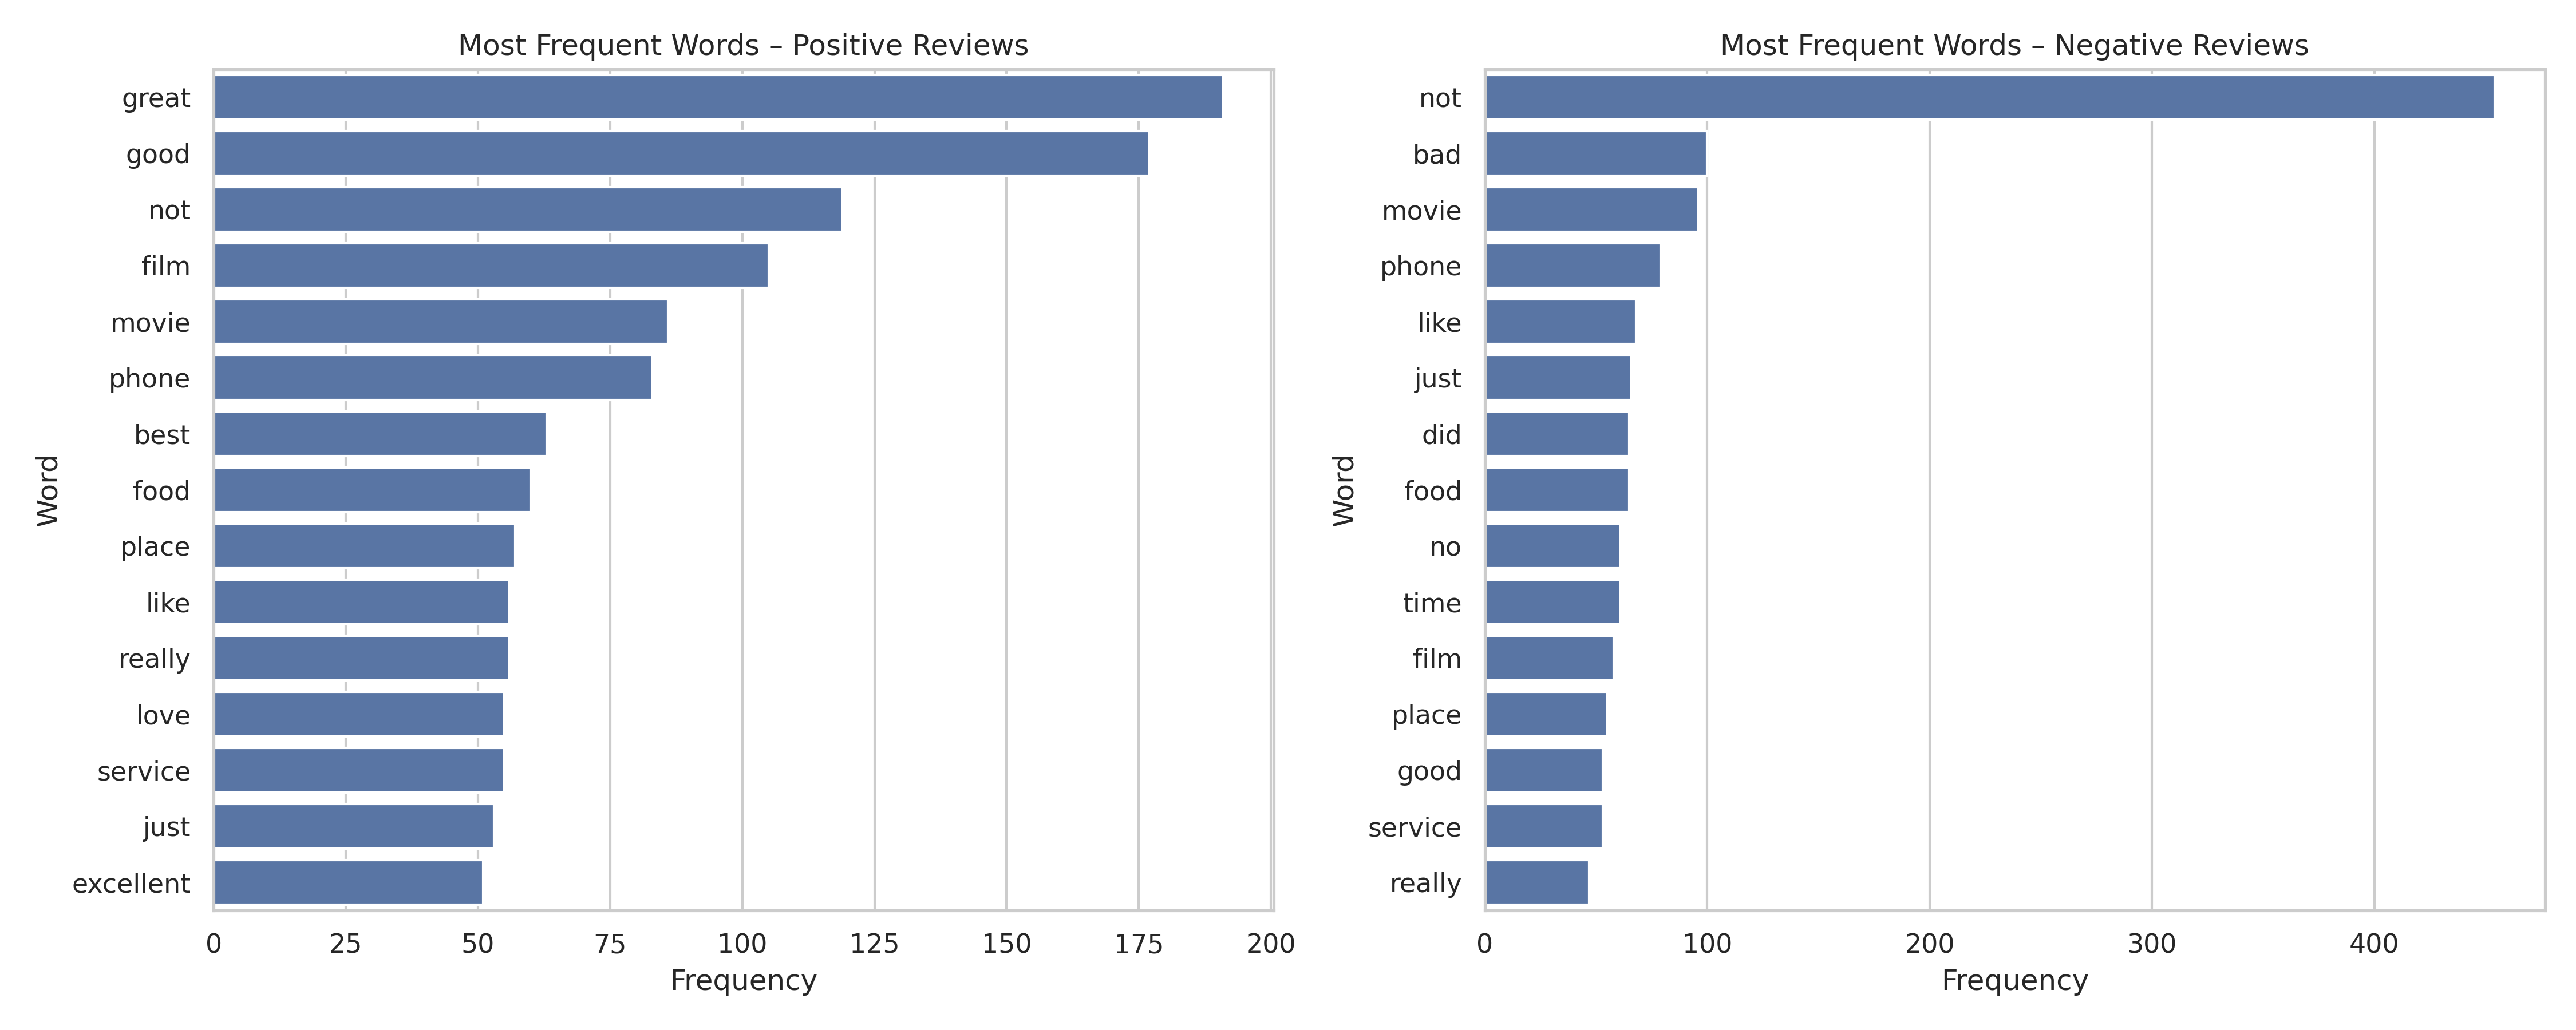 Most Frequent Words – Positive Reviews
great
good
not
film
movie
phone
best
food
place
like
really
love
service
just
excellent
Word
0 25 50 75 100 125 150 175 200
Frequency
Most Frequent Words – Negative Reviews
not
bad
movie
phone
like
just
did
food
no
time
film
place
good
service
really
Word
0 100 200 300 400
Frequency